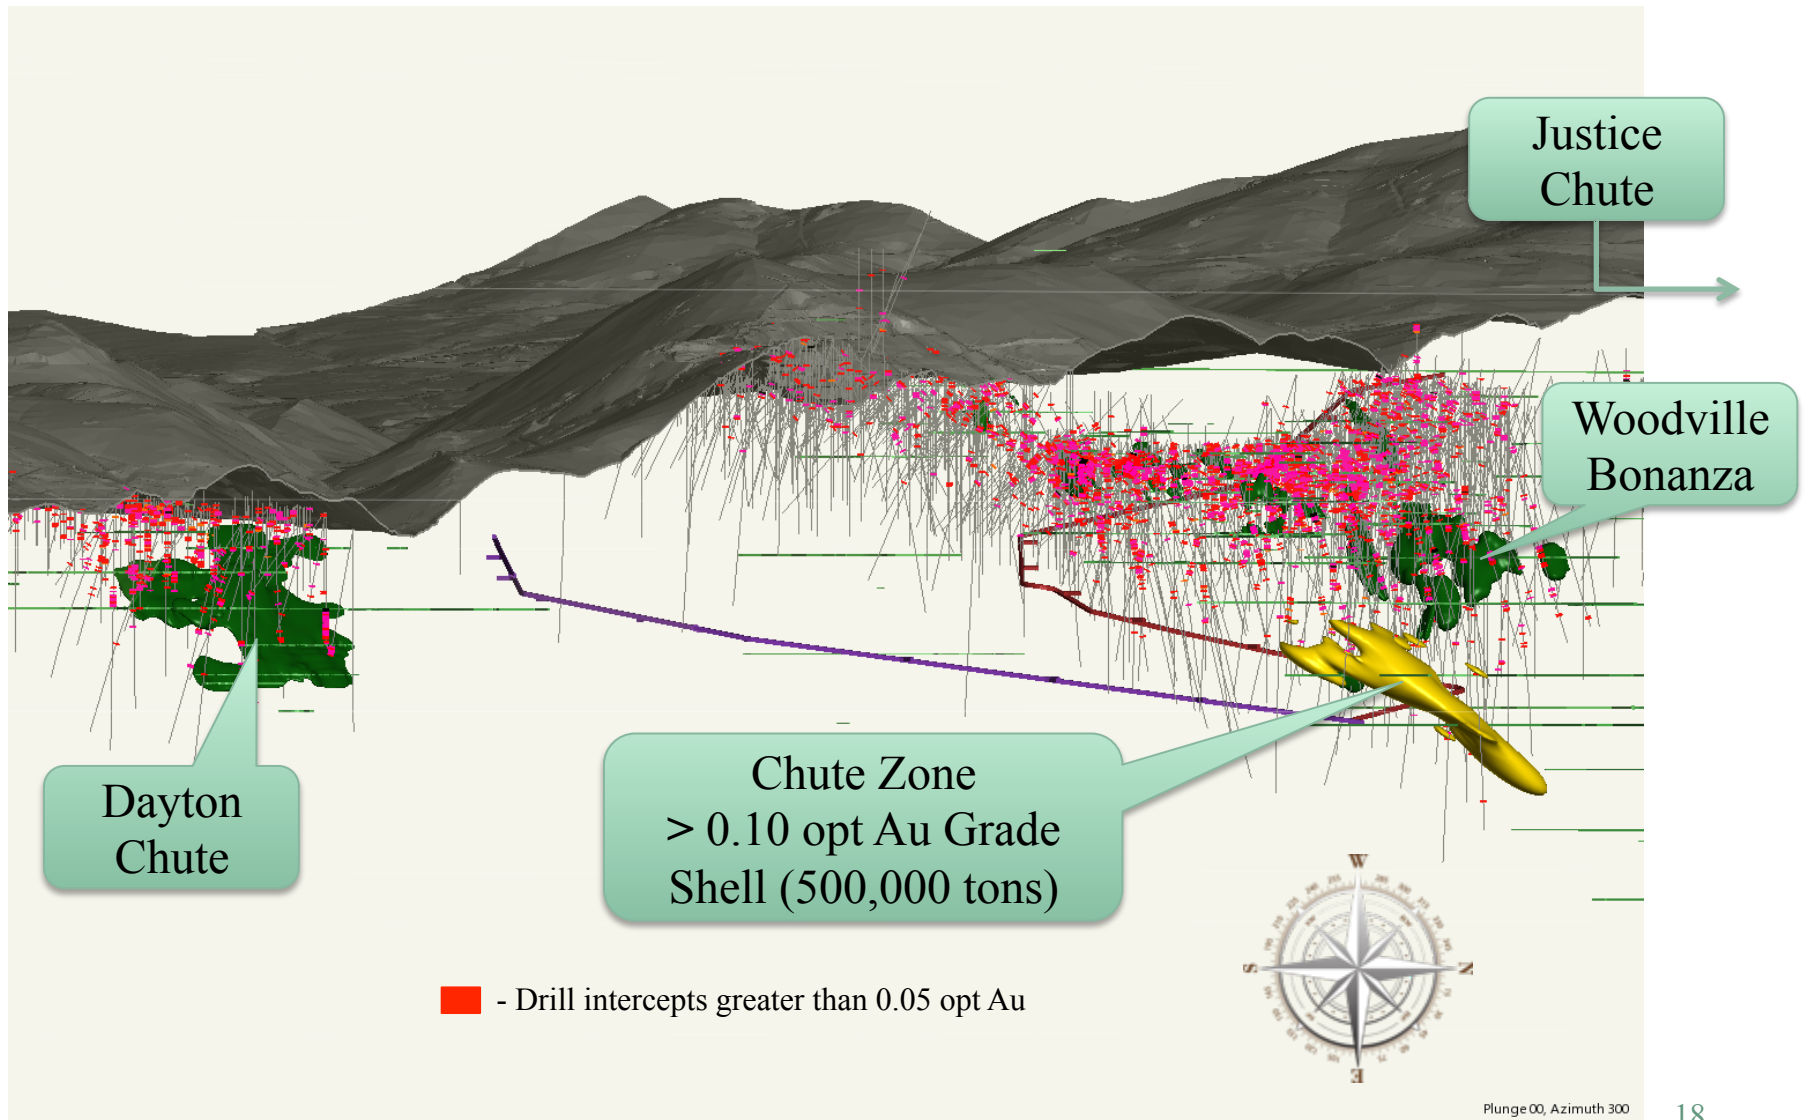 Justice
Chute
Woodville
Bonanza
Dayton
Chute
Chute Zone
> 0.10 opt Au Grade
Shell (500,000 tons)
- Drill intercepts greater than 0.05 opt Au
W
S
N
E
Plunge 00, Azimuth 300
18